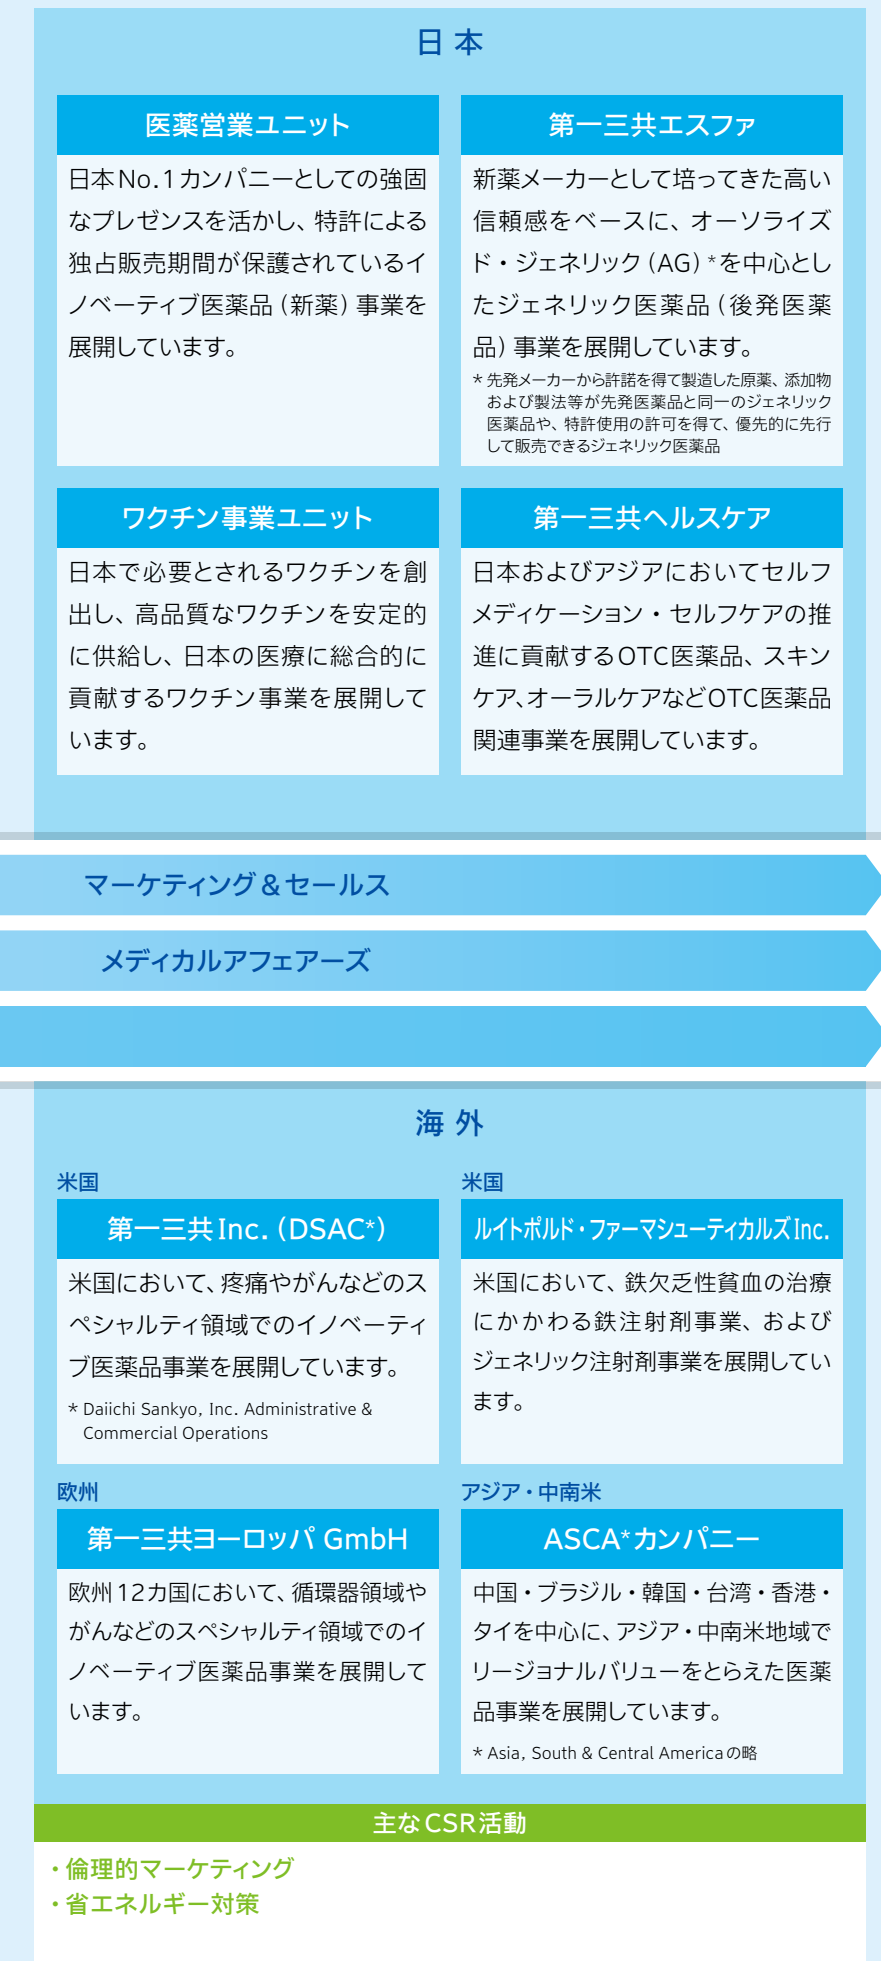 日本
医薬営業ユニット
日本No.1カンパニーとしての強固
なプレゼンスを活かし、特許による
独占販売期間が保護されているイ
ノベーティブ医薬品（新薬）事業を
展開しています。
第一三共エスファ
新薬メーカーとして培ってきた高い
信頼感をベースに、オーソライズ
ド・ジェネリック（AG）*を中心とし
たジェネリック医薬品（後発医薬
品）事業を展開しています。
* 先発メーカーから許諾を得て製造した原薬、添加物
および製法等が先発医薬品と同一のジェネリック
医薬品や、特許使用の許可を得て、優先的に先行
して販売できるジェネリック医薬品
ワクチン事業ユニット
日本で必要とされるワクチンを創
出し、高品質なワクチンを安定的
に供給し、日本の医療に総合的に
貢献するワクチン事業を展開して
います。
第一三共ヘルスケア
日本およびアジアにおいてセルフ
メディケーション・セルフケアの推
進に貢献するOTC医薬品、スキン
ケア、オーラルケアなどOTC医薬品
関連事業を展開しています。
マーケティング＆セールス
メディカルアフェアーズ
海外
米国
第一三共Inc.（DSAC*）
米国において、疼痛やがんなどのス
ペシャルティ領域でのイノベーティ
ブ医薬品事業を展開しています。
* Daiichi Sankyo, Inc. Administrative &
Commercial Operations
米国
ルイトポルド・ファーマシューティカルズInc.
米国において、鉄欠乏性貧血の治療
にかかわる鉄注射剤事業、および
ジェネリック注射剤事業を展開してい
ます。
欧州
第一三共ヨーロッパ GmbH
欧州12カ国において、循環器領域や
がんなどのスペシャルティ領域でのイ
ノベーティブ医薬品事業を展開して
います。
アジア・中南米
ASCA*カンパニー
中国・ブラジル・韓国・台湾・香港・
タイを中心に、アジア・中南米地域で
リージョナルバリューをとらえた医薬
品事業を展開しています。
* Asia, South & Central Americaの略
主なCSR活動
・倫理的マーケティング
・省エネルギー対策